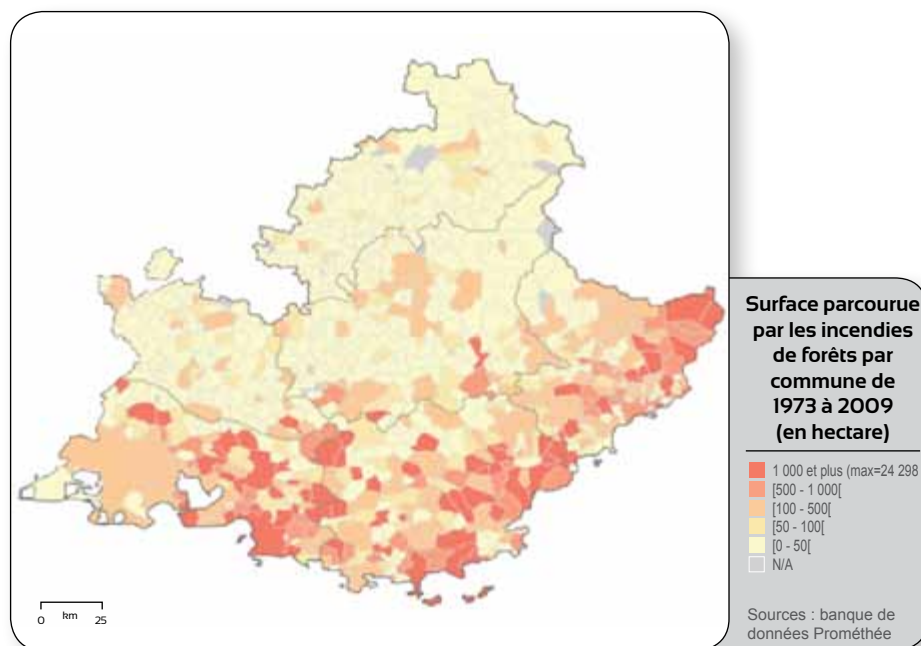 Surface parcourue
par les incendies
de forêts par
commune de
1973 à 2009
(en hectare)
1 000 et plus (max=24 298
[500 - 1 000[
[100 - 500[
[50 - 100[
[0 - 50[
N/A
Sources : banque de
données Prométhée
0 km 25